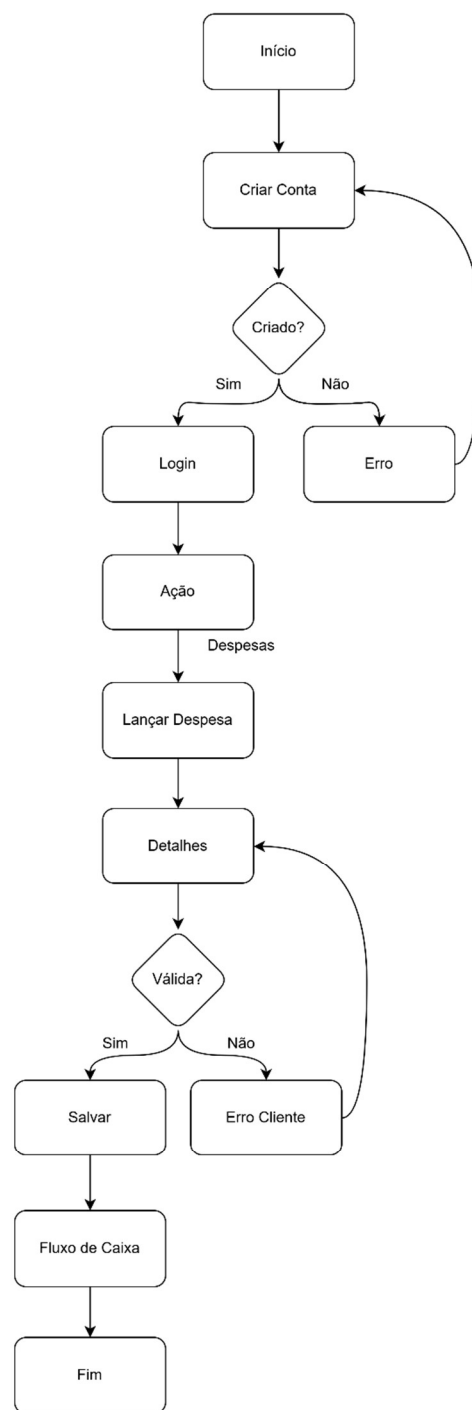 Início
Criar Conta
Criado?
Sim
Não
Login
Erro
Ação
Despesas
Lançar Despesa
Detalhes
Válida?
Sim
Não
Salvar
Erro Cliente
Fluxo de Caixa
Fim